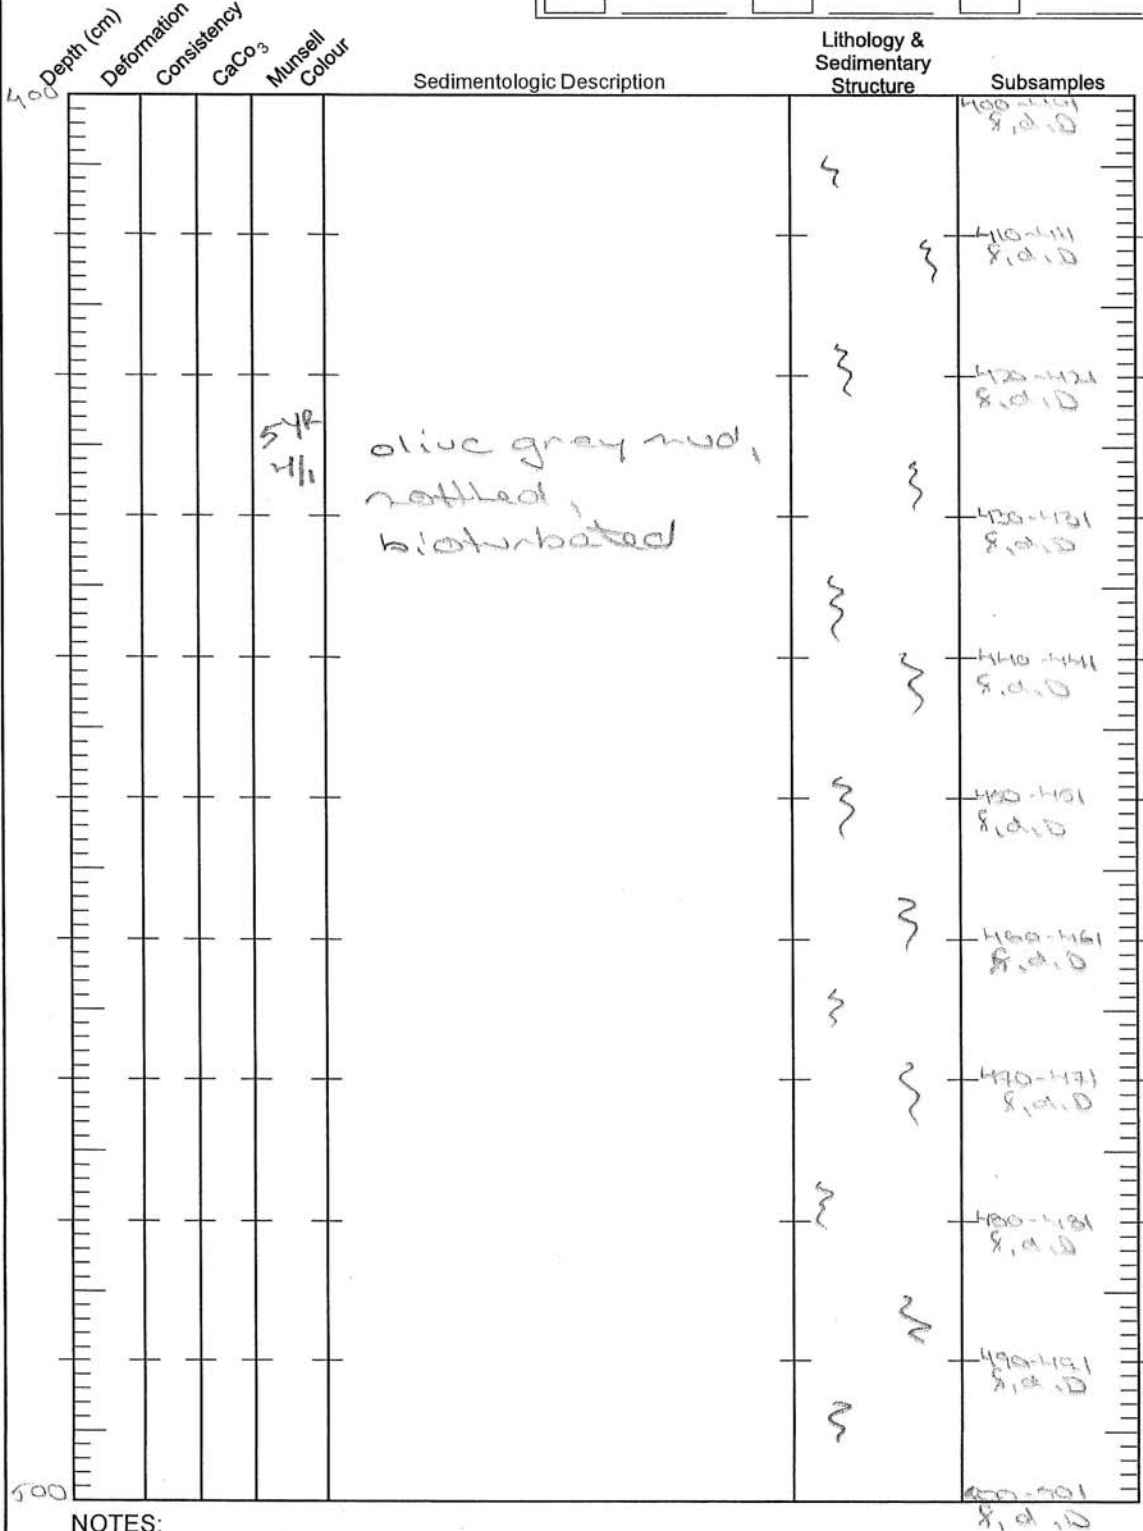 Depth (cm) Deformation Consistency CaCo3 Munsell Colour
Sedimentologic Description
Lithology &
Sedimentary
Structure
Subsamples
400
400-401
δ, d, D
410-411
δ, d, D
420-421
δ, d, D
5YR
4/1
olive grey mud,
mottled,
bioturbated
430-431
δ, d, D
440-441
δ, d, D
450-451
δ, d, D
460-461
δ, d, D
470-471
δ, d, D
480-481
δ, d, D
490-491
δ, d, D
500
500-501
δ, d, D
NOTES: